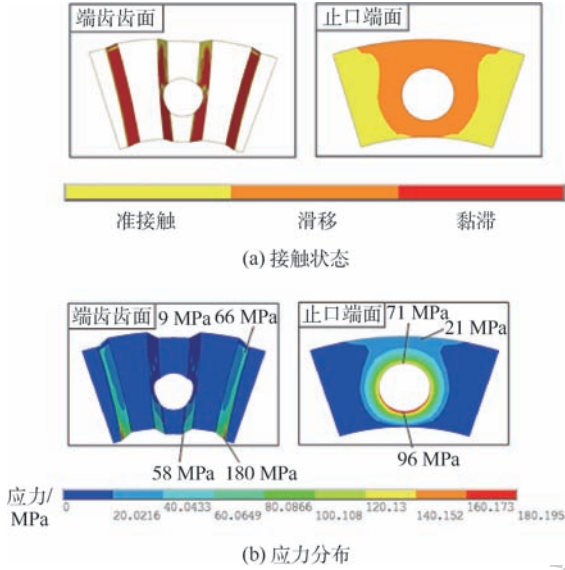 端齿齿面
止口端面
准接触 滑移 黏滞
(a) 接触状态
端齿齿面 9 MPa 66 MPa
止口端面 71 MPa 21 MPa
58 MPa 180 MPa
96 MPa
应力/
MPa
0 40.0433 80.0866 120.13 160.173
20.0216 60.0649 100.108 140.152 180.195
(b) 应力分布